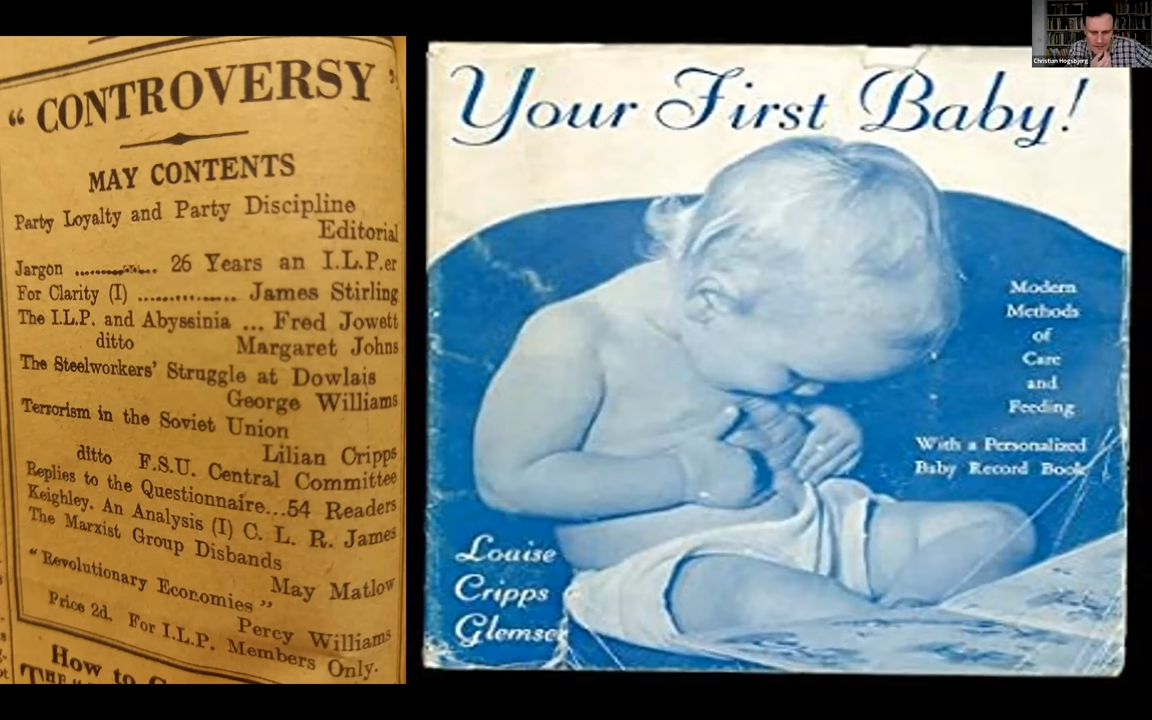 " CONTROVERSY "
MAY CONTENTS
Party Loyalty and Party Discipline
Editorial
Jargon ............. 26 Years an I.L.P.er
For Clarity (I) ............. James Stirling
The I.L.P. and Abyssinia ... Fred Jowett
ditto Margaret Johns
The Steelworkers' Struggle at Dowlais
George Williams
Terrorism in the Soviet Union
Lilian Cripps
ditto F.S.U. Central Committee
Replies to the Questionnaire...54 Readers
Keighley. An Analysis (I) C. L. R. James
The Marxist Group Disbands
May Matlow
"Revolutionary Economies"
Percy Williams
Price 2d. For I.L.P. Members Only.
How to
Your First Baby!
Modern
Methods
of
Care
and
Feeding
With a Personalized
Baby Record Book
Louise
Cripps
Glemser
Christian Hogsbjerg